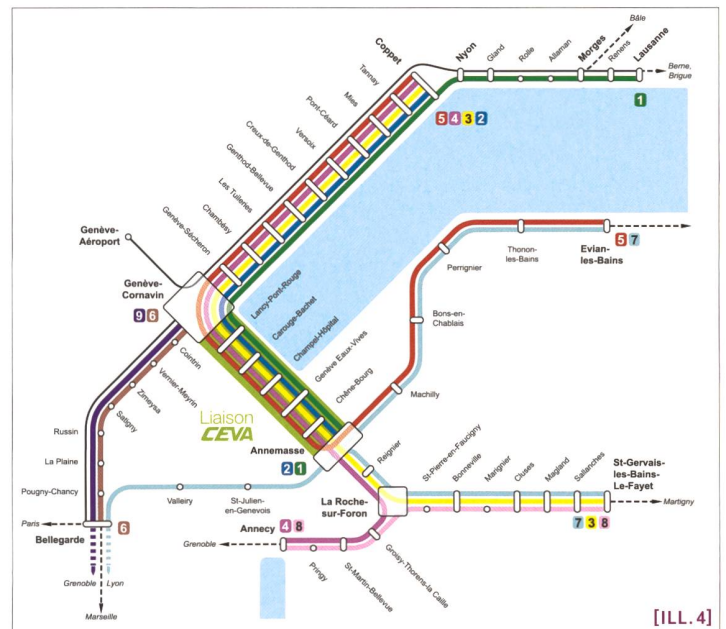 Bâle
Coppet
Nyon
Gland
Rolle
Allaman
Morges
Renens
Lausanne
Berne,
Brigue
Tannay
Mies
Pont-Céard
Versoix
Creux-de-Genthod
Genthod-Bellevue
Les Tuileries
Chambésy
Genève-Sécheron
5 4 3 2
1
Genève-
Aéroport
Genève-
Cornavin
9 6
Lancy-Pont-Rouge
Carouge-Bachet
Champel-Hôpital
Genève Eaux-Vives
Chêne-Bourg
Evian-
les-Bains
5 7
Thonon-
les-Bains
Perrignier
Bons-en-
Chablais
Machilly
Cointrin
Vernier-Meyrin
Zimeysa
Satigny
Russin
La Plaine
Pougny-Chancy
Liaison
CEVA
Annemasse
2 1
Reignier
St-Pierre-en-Faucigny
Bonneville
Marignier
Cluses
Magland
Sallanches
St-Gervais-
les-Bains-
Le-Fayet
Martigny
7 3 8
Valleiry
St-Julien-
en-Genevois
La Roche-
sur-Foron
Paris
6
Bellegarde
Annecy
4 8
Grenoble
Pringy
St-Martin-Bellevue
Groisy-Thorens-la Caille
Grenoble
Lyon
Marseille
[ILL. 4]